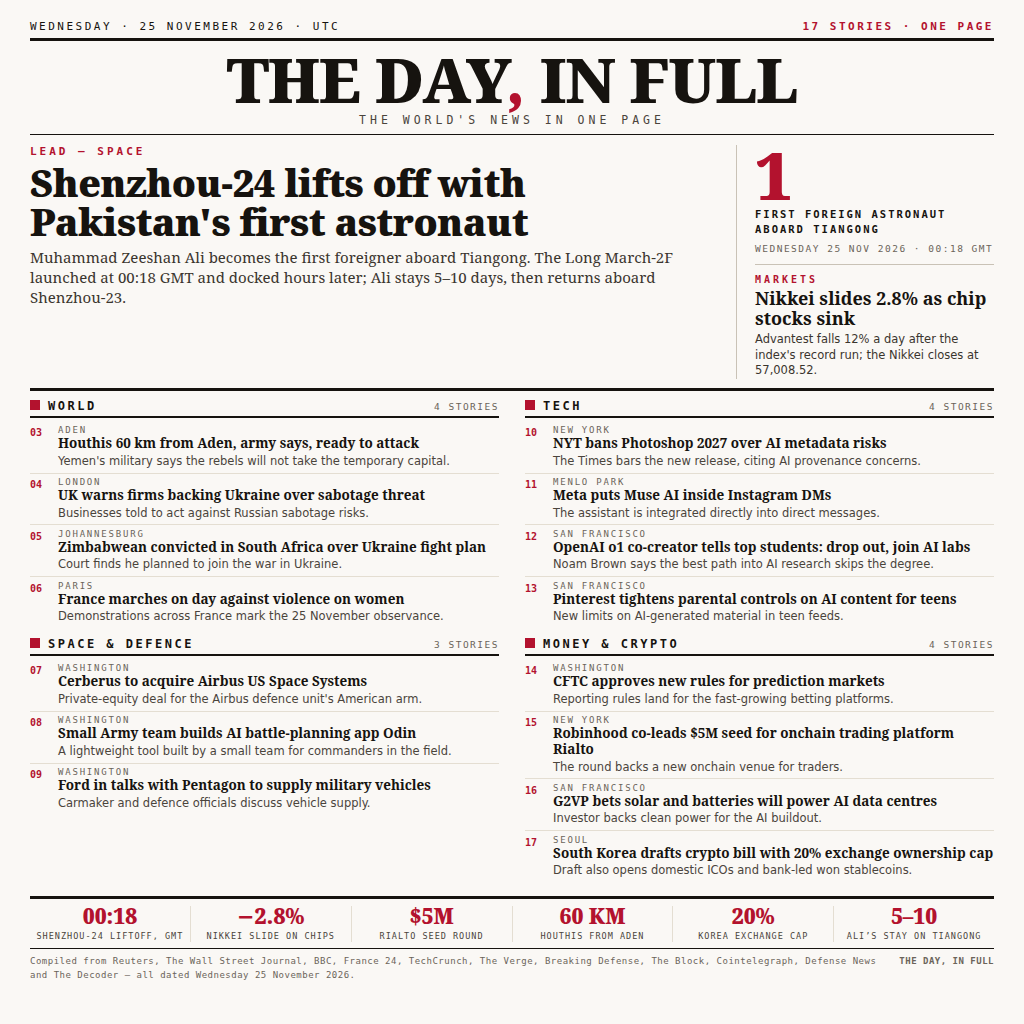 WEDNESDAY · 25 NOVEMBER 2026 · UTC
17 STORIES · ONE PAGE
THE DAY, IN FULL
THE WORLD'S NEWS IN ONE PAGE
LEAD — SPACE
Shenzhou-24 lifts off with
Pakistan's first astronaut
Muhammad Zeeshan Ali becomes the first foreigner aboard Tiangong. The Long March-2F
launched at 00:18 GMT and docked hours later; Ali stays 5–10 days, then returns aboard
Shenzhou-23.
1
FIRST FOREIGN ASTRONAUT
ABOARD TIANGONG
WEDNESDAY 25 NOV 2026 · 00:18 GMT
MARKETS
Nikkei slides 2.8% as chip
stocks sink
Advantest falls 12% a day after the
index's record run; the Nikkei closes at
57,008.52.
WORLD
4 STORIES
03
ADEN
Houthis 60 km from Aden, army says, ready to attack
Yemen's military says the rebels will not take the temporary capital.
04
LONDON
UK warns firms backing Ukraine over sabotage threat
Businesses told to act against Russian sabotage risks.
05
JOHANNESBURG
Zimbabwean convicted in South Africa over Ukraine fight plan
Court finds he planned to join the war in Ukraine.
06
PARIS
France marches on day against violence on women
Demonstrations across France mark the 25 November observance.
SPACE & DEFENCE
3 STORIES
07
WASHINGTON
Cerberus to acquire Airbus US Space Systems
Private-equity deal for the Airbus defence unit's American arm.
08
WASHINGTON
Small Army team builds AI battle-planning app Odin
A lightweight tool built by a small team for commanders in the field.
09
WASHINGTON
Ford in talks with Pentagon to supply military vehicles
Carmaker and defence officials discuss vehicle supply.
TECH
4 STORIES
10
NEW YORK
NYT bans Photoshop 2027 over AI metadata risks
The Times bars the new release, citing AI provenance concerns.
11
MENLO PARK
Meta puts Muse AI inside Instagram DMs
The assistant is integrated directly into direct messages.
12
SAN FRANCISCO
OpenAI o1 co-creator tells top students: drop out, join AI labs
Noam Brown says the best path into AI research skips the degree.
13
SAN FRANCISCO
Pinterest tightens parental controls on AI content for teens
New limits on AI-generated material in teen feeds.
MONEY & CRYPTO
4 STORIES
14
WASHINGTON
CFTC approves new rules for prediction markets
Reporting rules land for the fast-growing betting platforms.
15
NEW YORK
Robinhood co-leads $5M seed for onchain trading platform
Rialto
The round backs a new onchain venue for traders.
16
SAN FRANCISCO
G2VP bets solar and batteries will power AI data centres
Investor backs clean power for the AI buildout.
17
SEOUL
South Korea drafts crypto bill with 20% exchange ownership cap
Draft also opens domestic ICOs and bank-led won stablecoins.
00:18
SHENZHOU-24 LIFTOFF, GMT
−2.8%
NIKKEI SLIDE ON CHIPS
$5M
RIALTO SEED ROUND
60 KM
HOUTHIS FROM ADEN
20%
KOREA EXCHANGE CAP
5–10
ALI’S STAY ON TIANGONG
Compiled from Reuters, The Wall Street Journal, BBC, France 24, TechCrunch, The Verge, Breaking Defense, The Block, Cointelegraph, Defense News
and The Decoder — all dated Wednesday 25 November 2026.
THE DAY, IN FULL